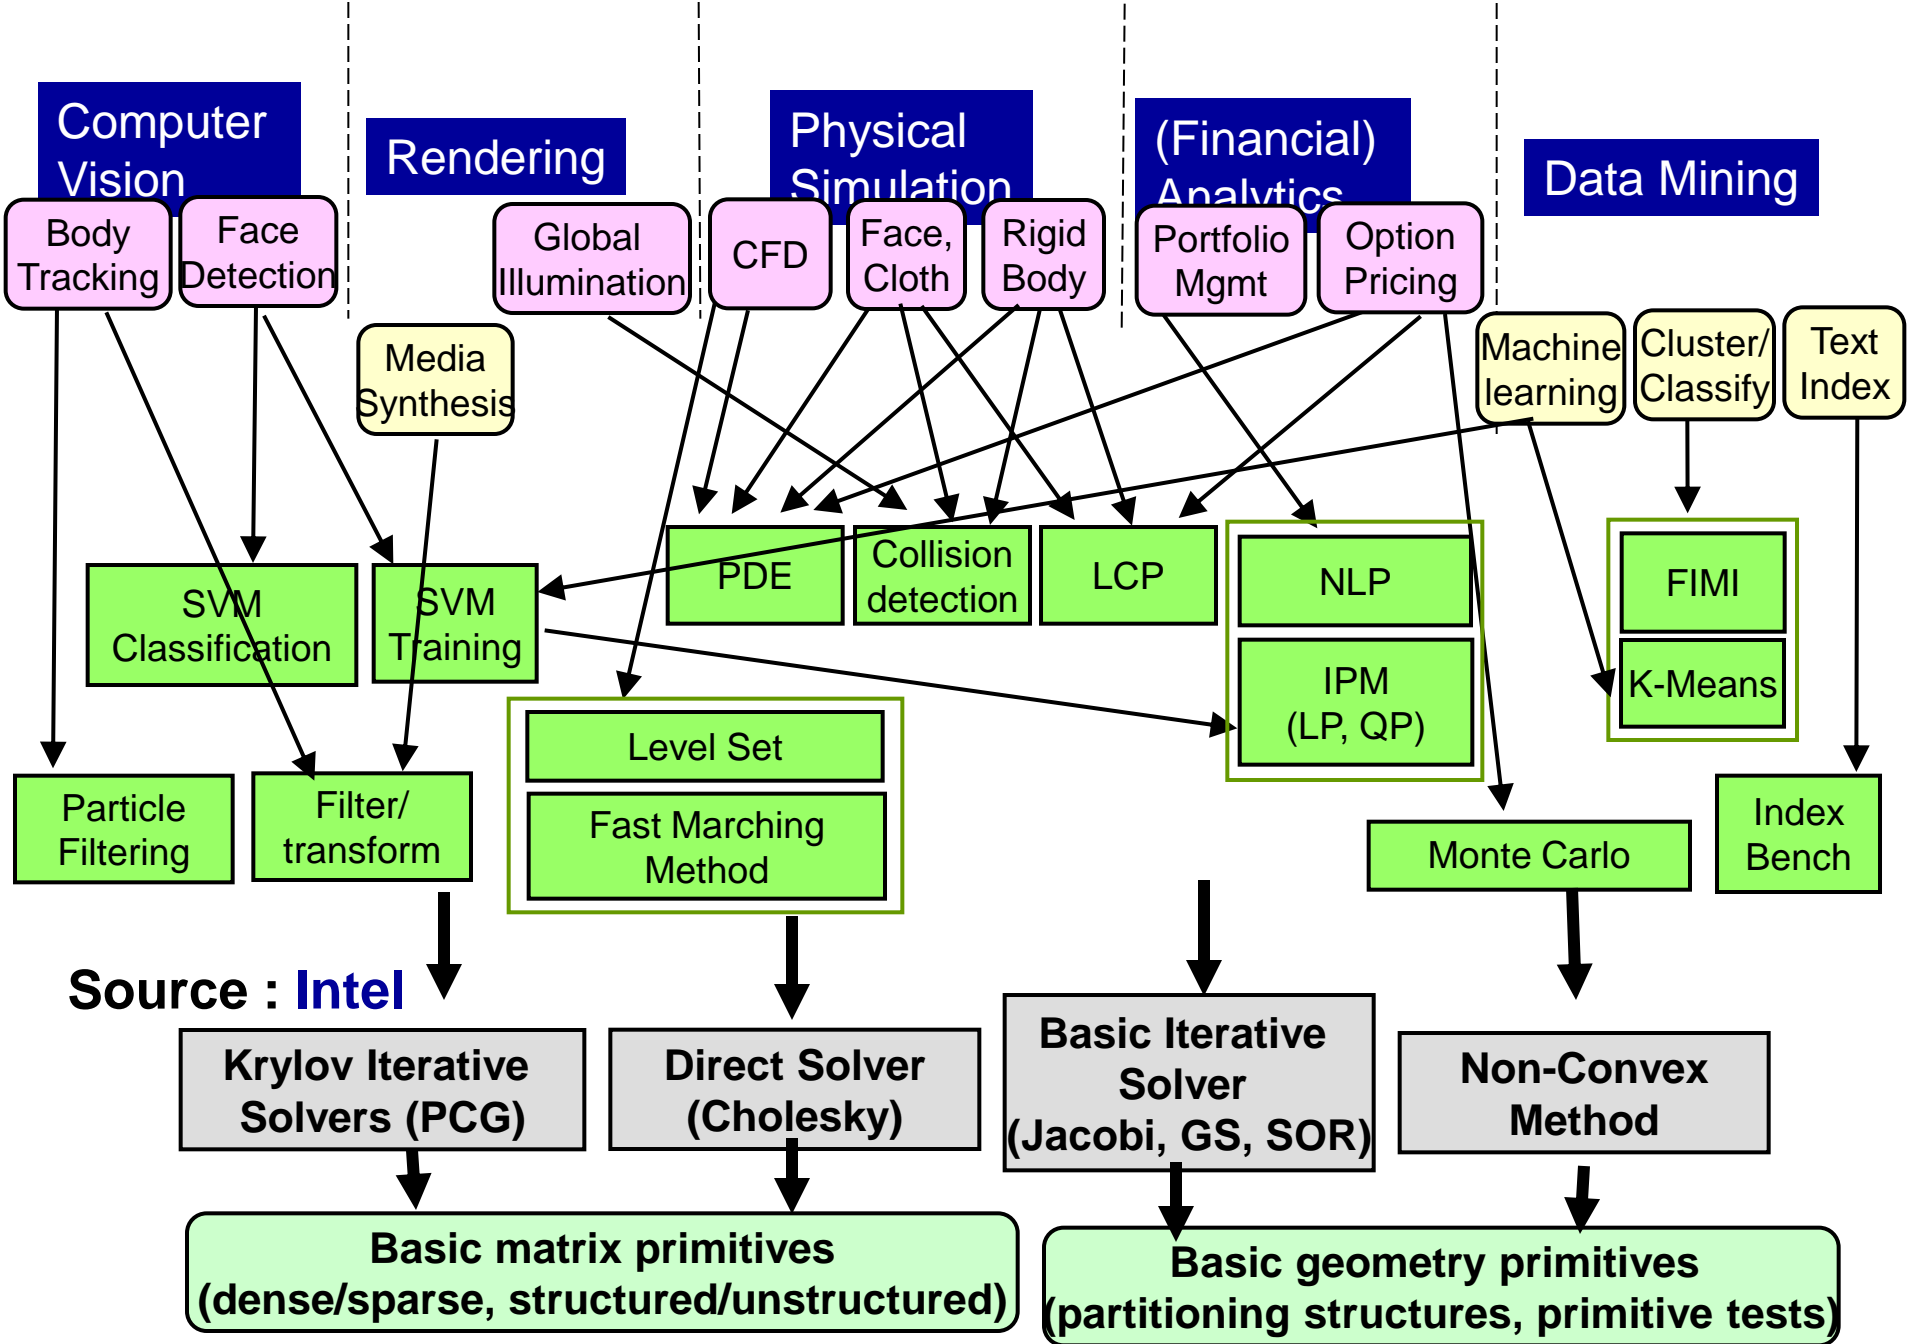 Computer
Vision
Rendering
Physical
Simulation
(Financial)
Analytics
Data Mining
Body
Tracking
Face
Detection
Global
Illumination
CFD
Face,
Cloth
Rigid
Body
Portfolio
Mgmt
Option
Pricing
Media
Synthesis
Machine
learning
Cluster/
Classify
Text
Index
SVM
Classification
SVM
Training
PDE
Collision
detection
LCP
NLP
IPM
(LP, QP)
FIMI
K-Means
Level Set
Fast Marching
Method
Particle
Filtering
Filter/
transform
Monte Carlo
Index
Bench
Source : Intel
Krylov Iterative
Solvers (PCG)
Direct Solver
(Cholesky)
Basic Iterative
Solver
(Jacobi, GS, SOR)
Non-Convex
Method
Basic matrix primitives
(dense/sparse, structured/unstructured)
Basic geometry primitives
(partitioning structures, primitive tests)